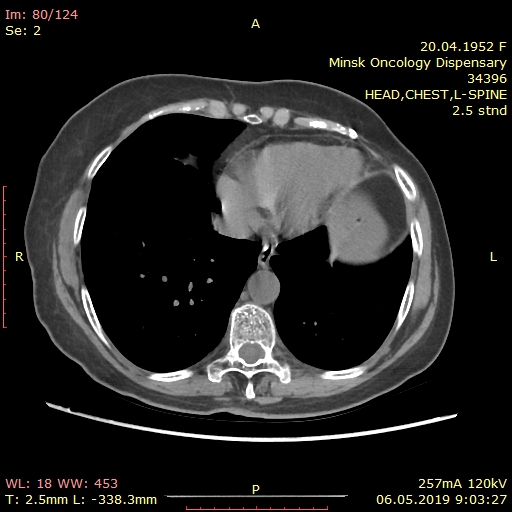 Im: 80/124
Se: 2
A
20.04.1952 F
Minsk Oncology Dispensary
34396
HEAD,CHEST,L-SPINE
2.5 stnd
R
L
WL: 18 WW: 453
T: 2.5mm L: -338.3mm
P
257mA 120kV
06.05.2019 9:03:27